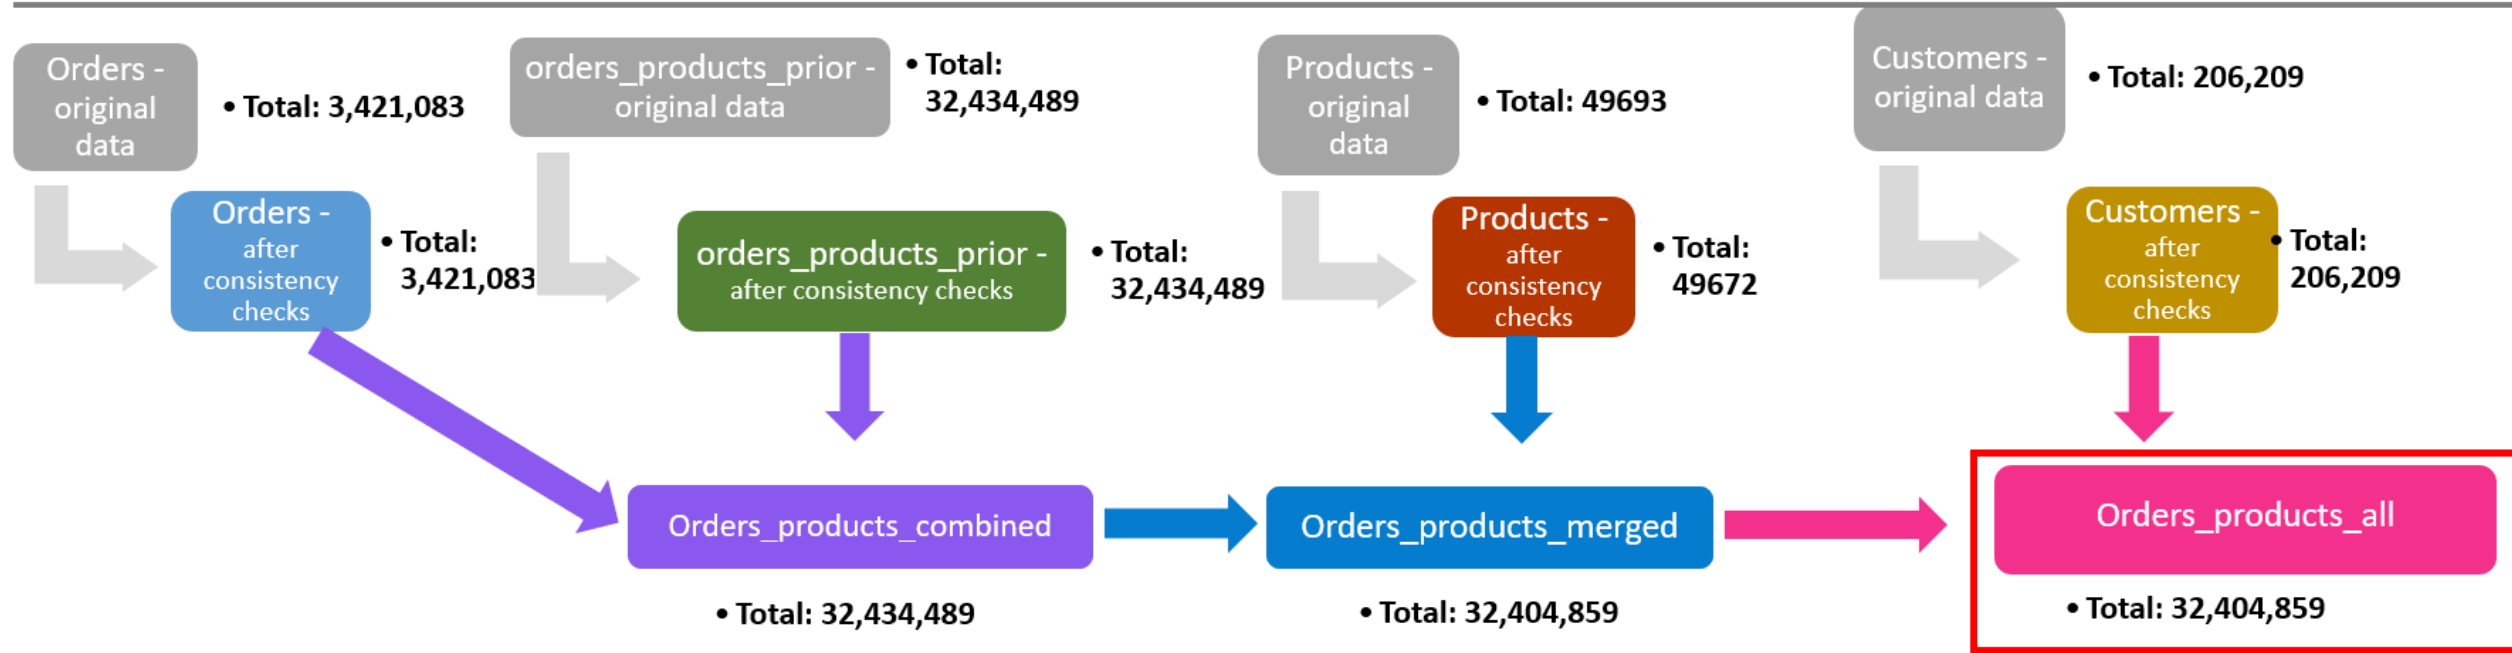 Orders -
original
data
• Total: 3,421,083
orders_products_prior -
original data
• Total:
32,434,489
Products -
original
data
• Total: 49693
Customers -
original data
• Total: 206,209
Orders -
after
consistency
checks
• Total:
3,421,083
orders_products_prior -
after consistency checks
• Total:
32,434,489
Products -
after
consistency
checks
• Total:
49672
Customers -
after
consistency
checks
• Total:
206,209
Orders_products_combined
• Total: 32,434,489
Orders_products_merged
• Total: 32,404,859
Orders_products_all
• Total: 32,404,859